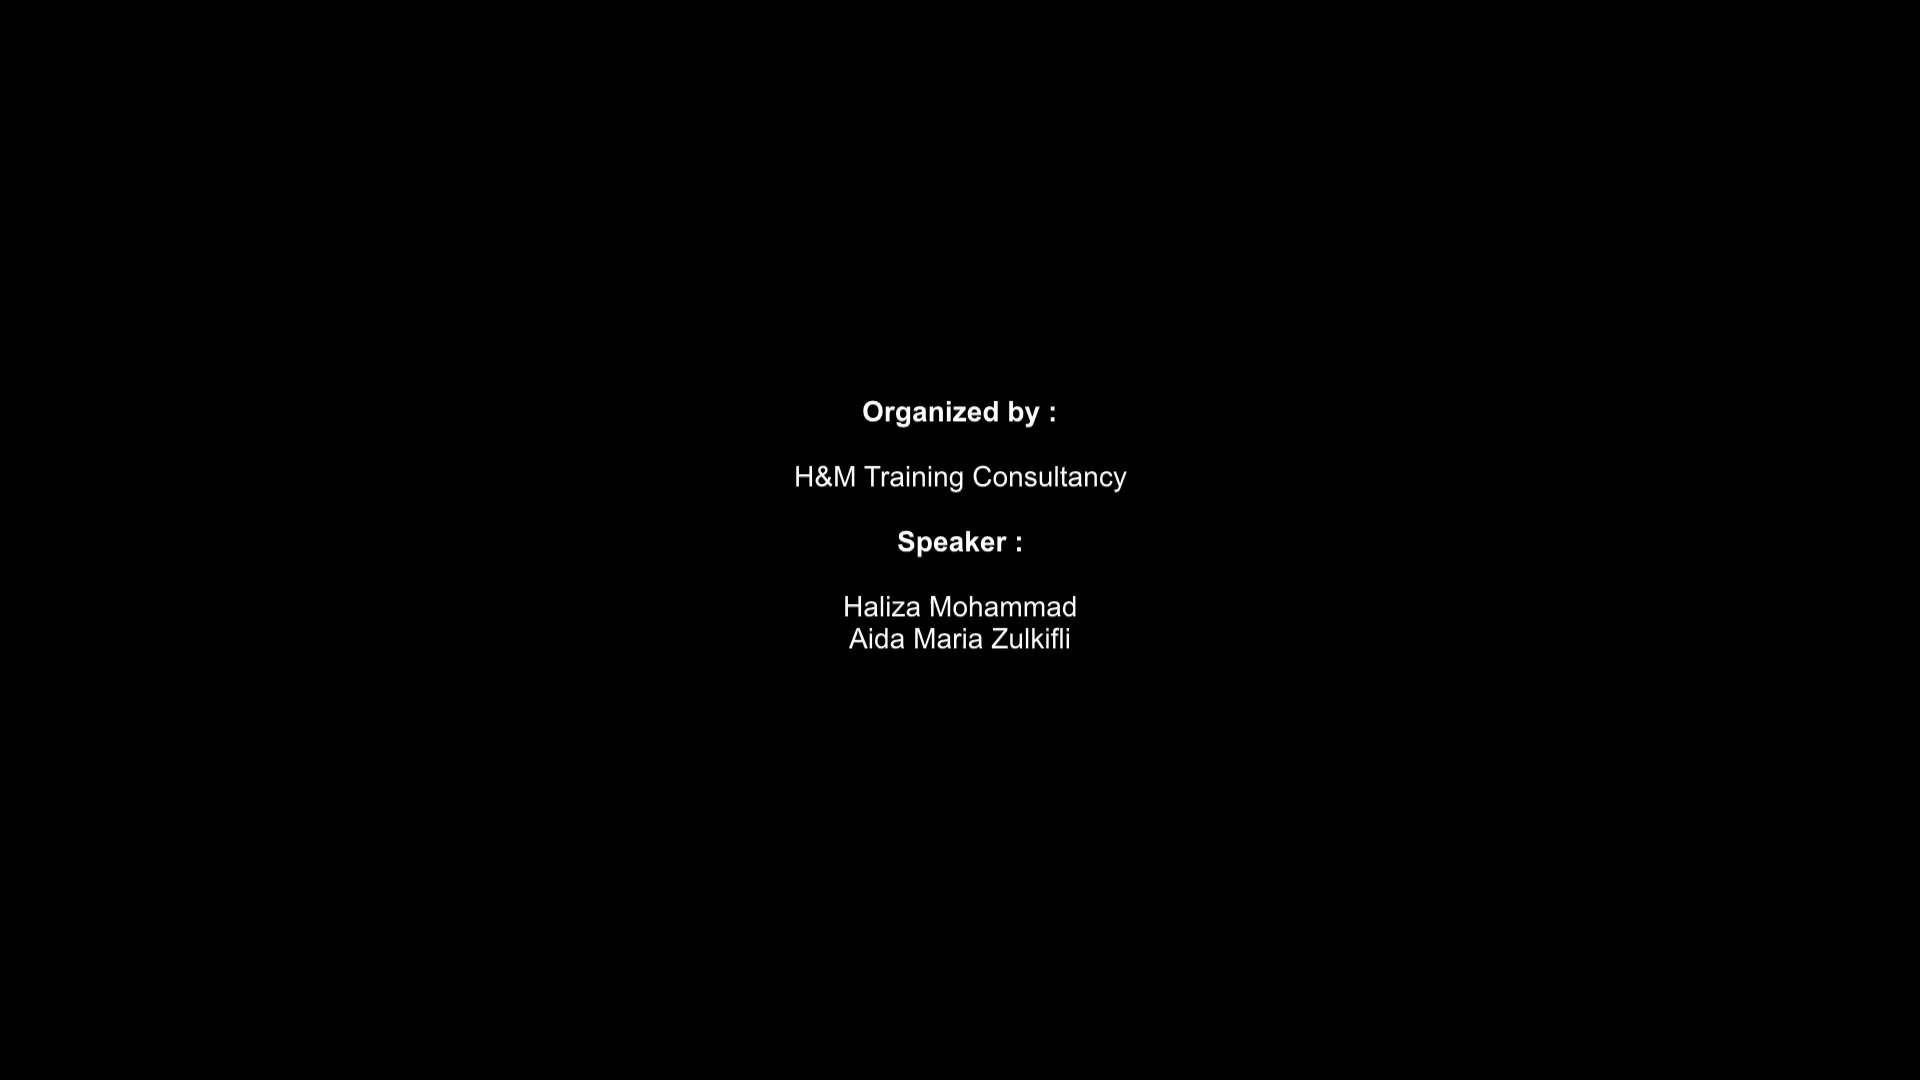 Organized by :
H&M Training Consultancy
Speaker :
Haliza Mohammad
Aida Maria Zulkifli